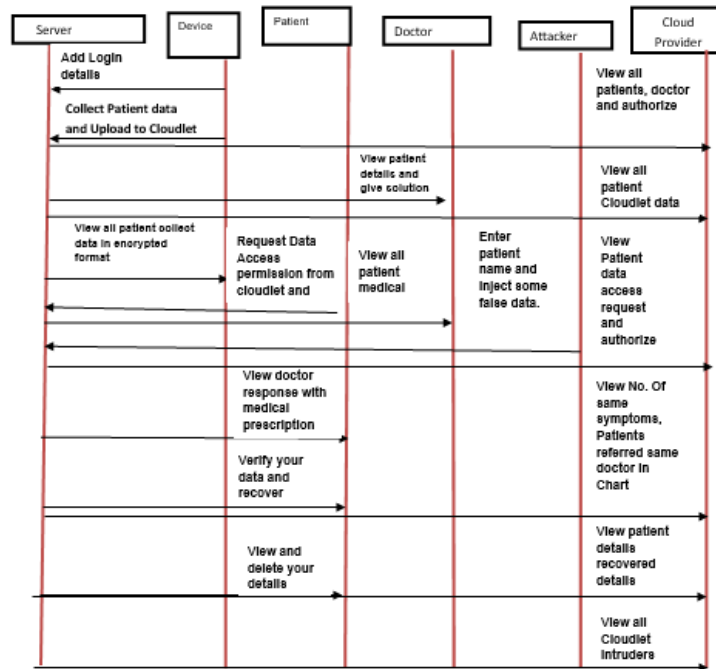 Server
Device
Patient
Doctor
Attacker
Cloud
Provider
Add Login
details
View all
patients, doctor
and authorize
Collect Patient data
and Upload to Cloudlet
View patient
details and
give solution
View all
patient
Cloudlet data
View all patient collect
data in encrypted
format
Request Data
Access
permission from
cloudlet and
View all
patient
medical
Enter
patient
name and
inject some
false data.
View
Patient
data
access
request
and
authorize
View doctor
response with
medical
prescription
View No. Of
same
symptoms,
Patients
referred same
doctor in
Chart
Verify your
data and
recover
View patient
details
recovered
details
View and
delete your
details
View all
Cloudlet
Intruders